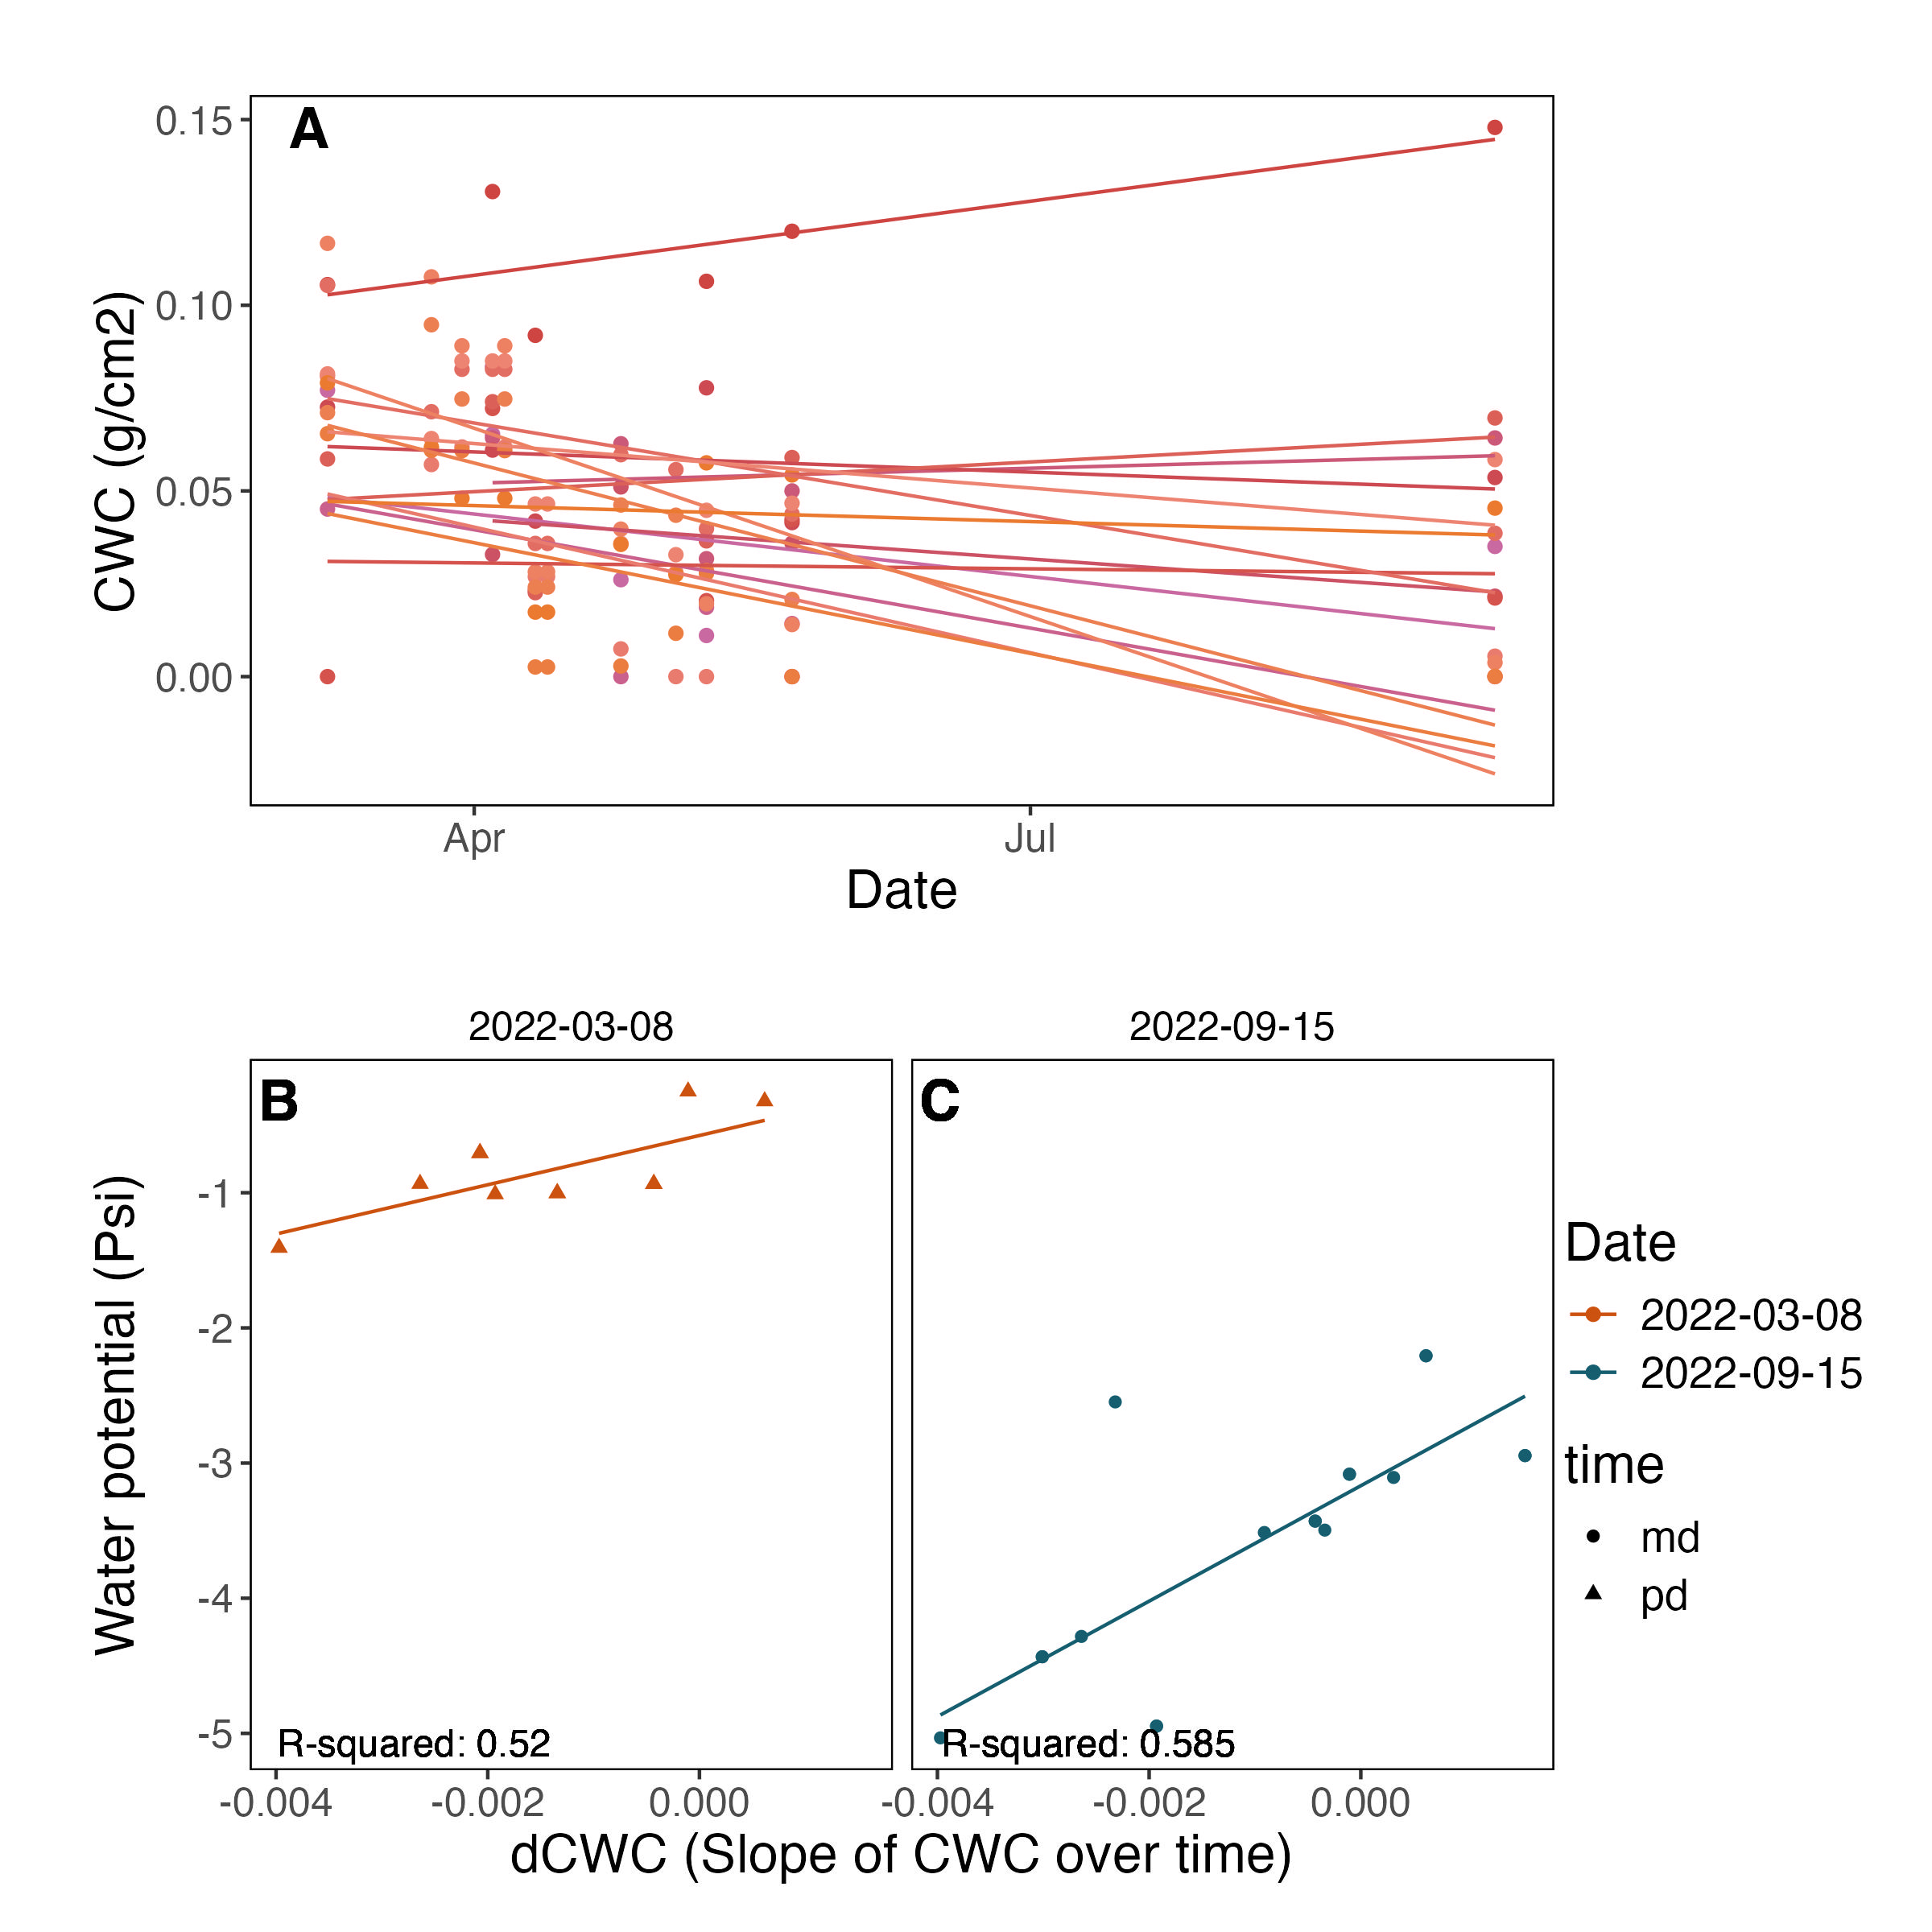 A
0.15
0.10
0.05
0.00
CWC (g/cm2)
Apr
Jul
Date
2022-03-08
2022-09-15
B
C
-1
-2
-3
-4
-5
Water potential (Psi)
R-squared: 0.52
R-squared: 0.585
-0.004
-0.002
0.000
-0.004
-0.002
0.000
dCWC (Slope of CWC over time)
Date
2022-03-08
2022-09-15
time
md
pd